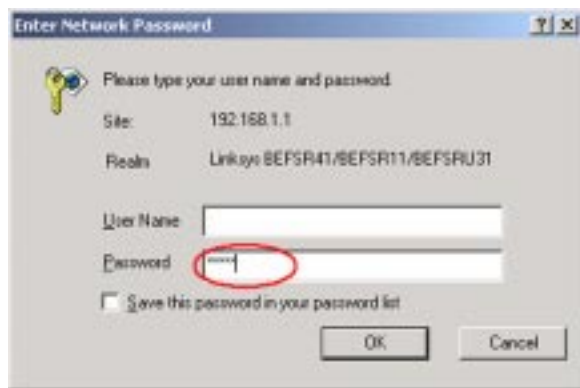 Enter Network Password
Please type your user name and password.
Site: 192.168.1.1
Realm Linksys BEFSR41/BEFSR11/BEFSRU31
User Name
Password *****
Save this password in your password list
OK Cancel